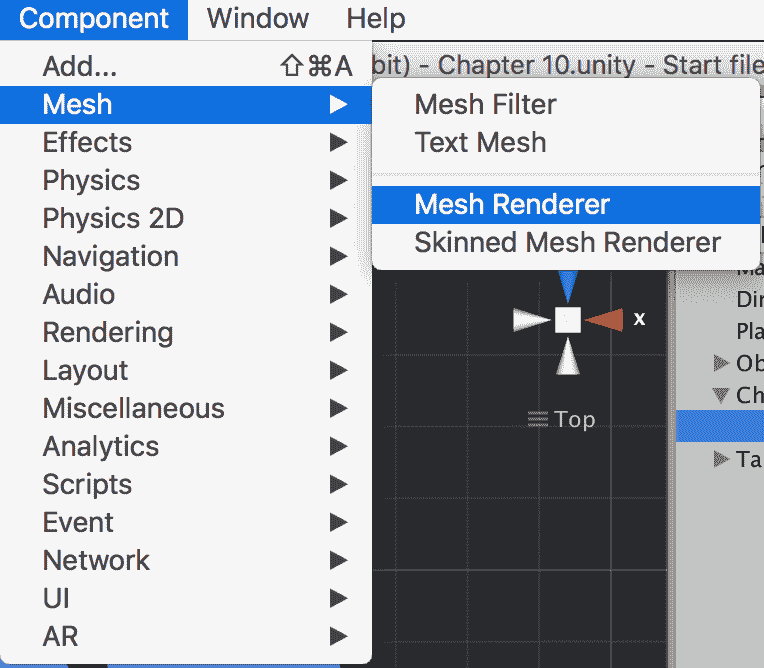 Component Window Help
Add... ⇧⌘A
bit) - Chapter 10.unity - Start file
Mesh
Mesh Filter
Effects
Text Mesh
Physics
Physics 2D
Mesh Renderer
Navigation
Skinned Mesh Renderer
Audio
Rendering
x
Layout
Miscellaneous
Top
Analytics
Scripts
Event
Network
UI
AR
Dir
Pla
Ob
Ch
Ta